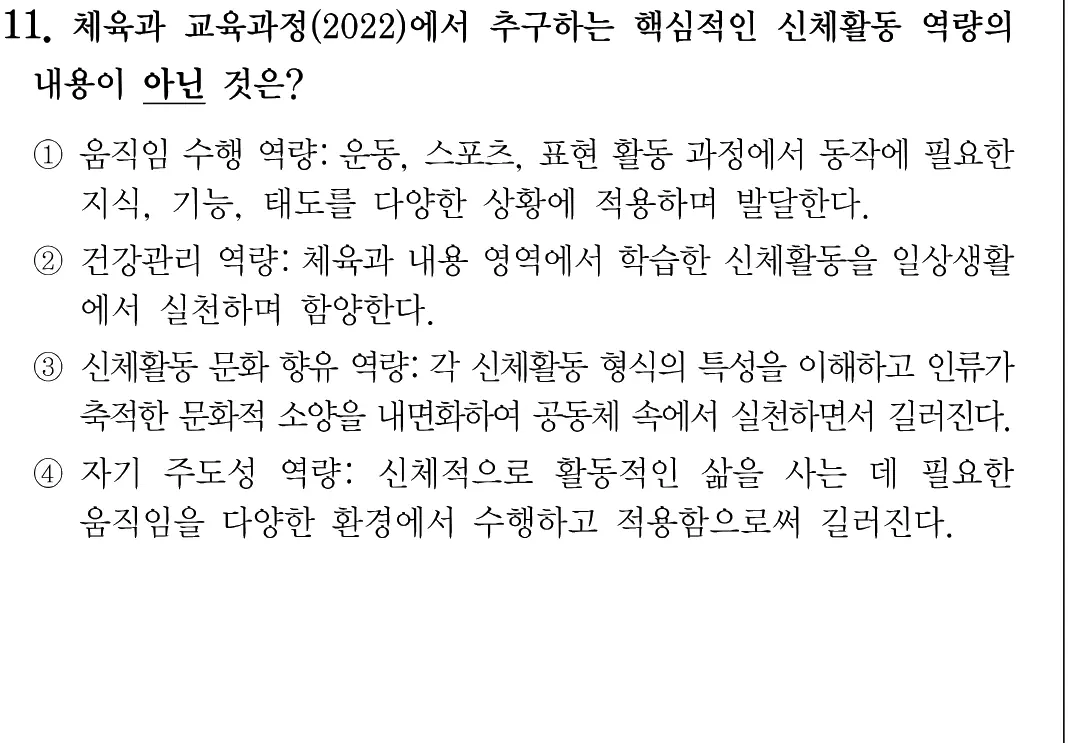 11. 체육과 교육과정(2022)에서 추구하는 핵심적인 신체활동 역량의
내용이 아닌 것은?
① 움직임 수행 역량: 운동, 스포츠, 표현 활동 과정에서 동작에 필요한
지식, 기능, 태도를 다양한 상황에 적용하며 발달한다.
② 건강관리 역량: 체육과 내용 영역에서 학습한 신체활동을 일상생활
에서 실천하며 함양한다.
③ 신체활동 문화 향유 역량: 각 신체활동 형식의 특성을 이해하고 인류가
축적한 문화적 소양을 내면화하여 공동체 속에서 실천하면서 길러진다.
④ 자기 주도성 역량: 신체적으로 활동적인 삶을 사는 데 필요한
움직임을 다양한 환경에서 수행하고 적용함으로써 길러진다.